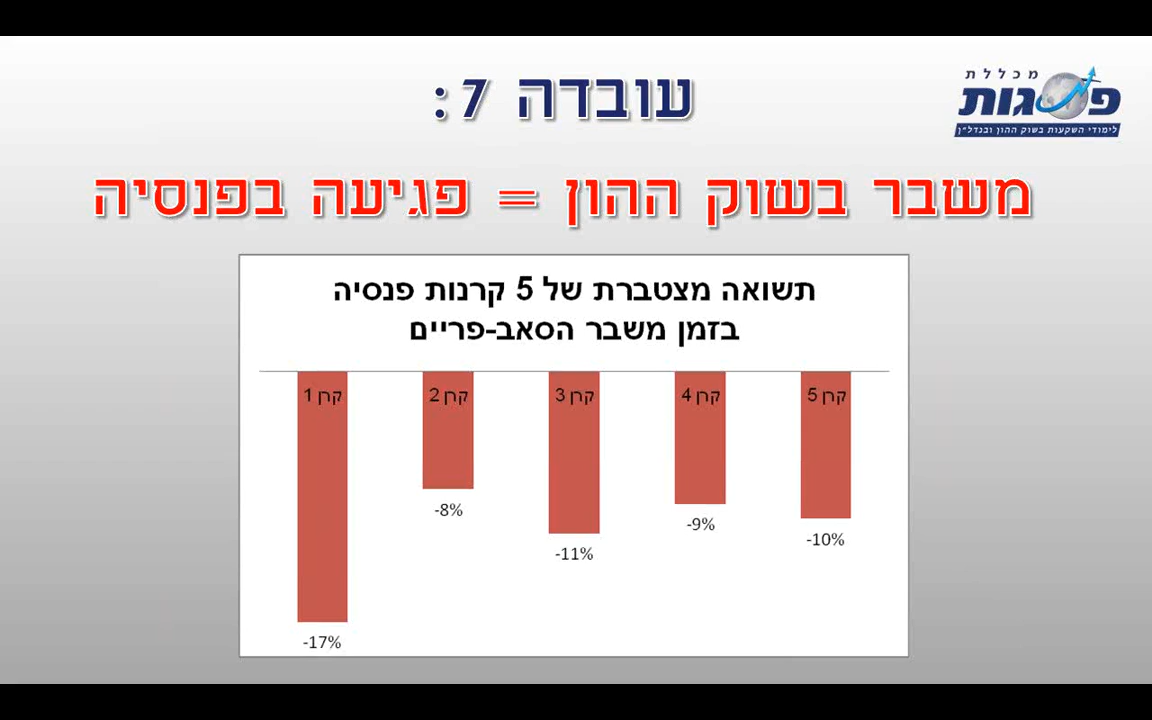 מכללת
פסגות
לימודי השקעות בשוק ההון ובנדל״ן
עובדה 7:
משבר בשוק ההון = פגיעה בפנסיה
תשואה מצטברת של 5 קרנות פנסיה
בזמן משבר הסאב-פריים
קרן 1
קרן 2
קרן 3
קרן 4
קרן 5
-17%
-8%
-11%
-9%
-10%